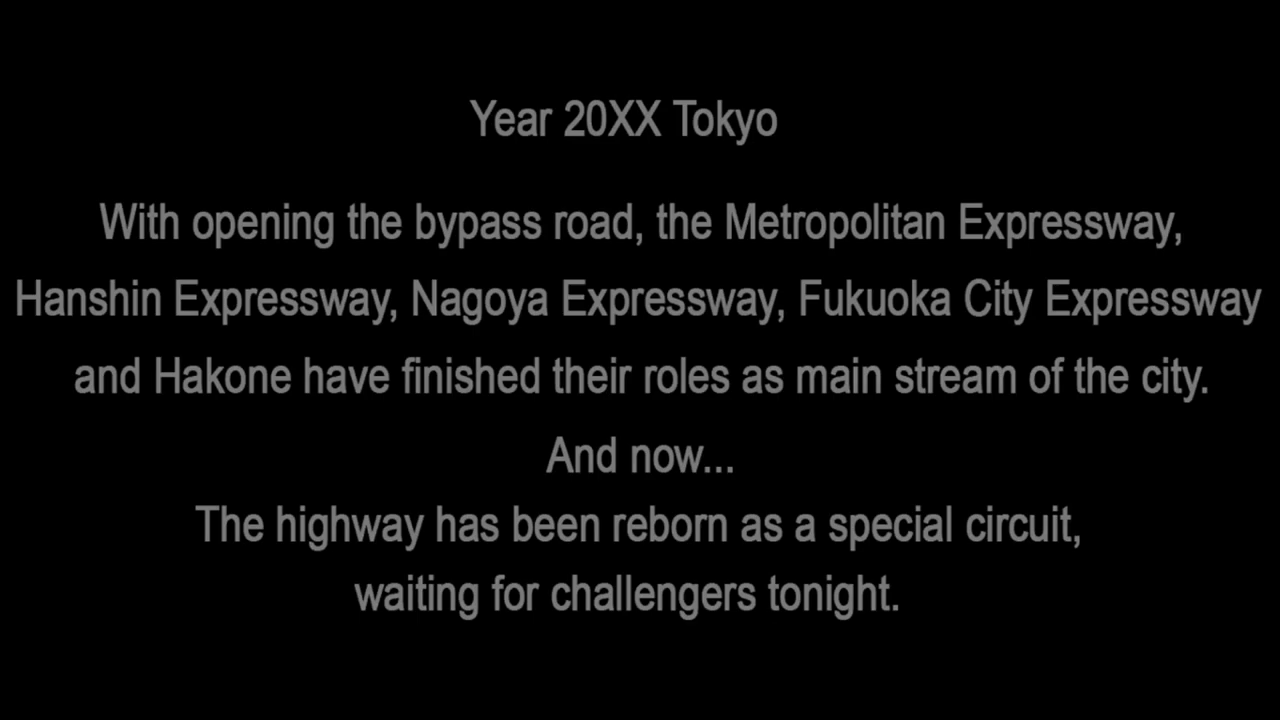 Year 20XX Tokyo
With opening the bypass road, the Metropolitan Expressway,
Hanshin Expressway, Nagoya Expressway, Fukuoka City Expressway
and Hakone have finished their roles as main stream of the city.
And now...
The highway has been reborn as a special circuit,
waiting for challengers tonight.